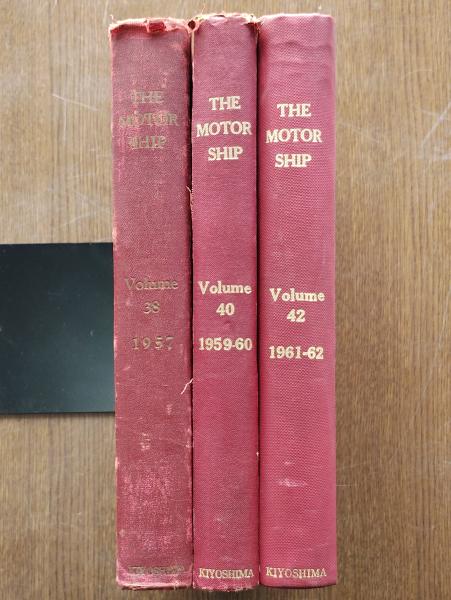 THE
MOTOR
SHIP
Volume
38
1957
KIYOSHIMA
THE
MOTOR
SHIP
Volume
40
1959-60
KIYOSHIMA
THE
MOTOR
SHIP
Volume
42
1961-62
KIYOSHIMA